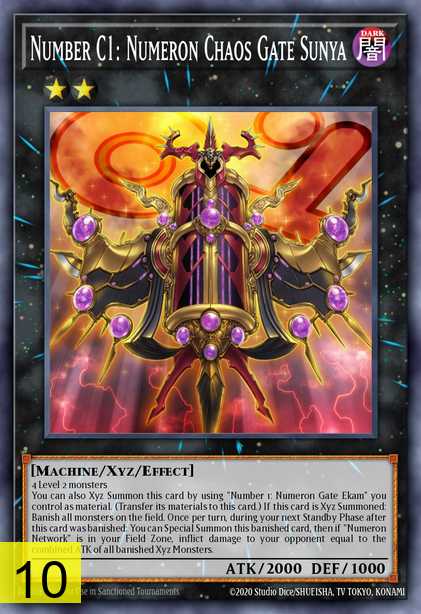 NUMBER C1: NUMERON CHAOS GATE SUNYA
DARK
闇
[MACHINE/XYZ/EFFECT]
4 Level 2 monsters
You can also Xyz Summon this card by using "Number 1: Numeron Gate Ekam" you
control as material. (Transfer its materials to this card.) If this card is Xyz Summoned:
Banish all monsters on the field. Once per turn, during your next Standby Phase after
this card was banished: You can Special Summon this banished card, then if "Numeron
Network" is in your Field Zone, inflict damage to your opponent equal to the
combined ATK of all banished Xyz Monsters.
ATK/2000 DEF/1000
10
Use in Sanctioned Tournaments
©2020 Studio Dice/SHUEISHA, TV TOKYO, KONAMI